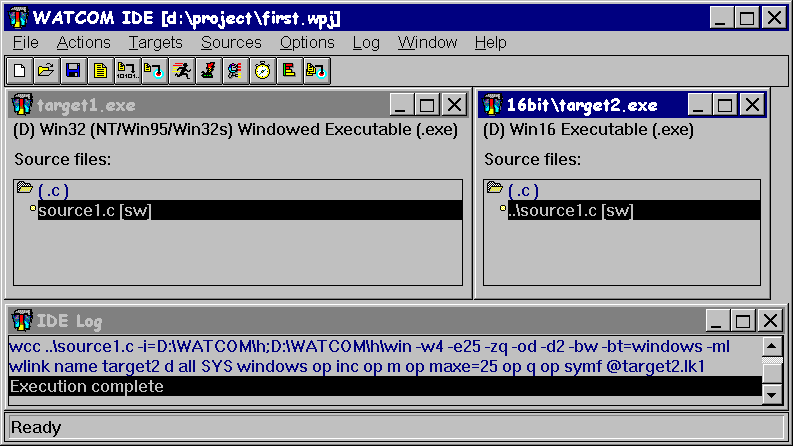 WATCOM IDE [d:\project\first.wpj]
File Actions Targets Sources Options Log Window Help
target1.exe
(D) Win32 (NT/Win95/Win32s) Windowed Executable (.exe)
Source files:
( .c )
source1.c [sw]
16bit\target2.exe
(D) Win16 Executable (.exe)
Source files:
( .c )
..\source1.c [sw]
IDE Log
wcc ..\source1.c -i=D:\WATCOM\h;D:\WATCOM\h\win -w4 -e25 -zq -od -d2 -bw -bt=windows -ml
wlink name target2 d all SYS windows op inc op m op maxe=25 op q op symf @target2.lk1
Execution complete
Ready